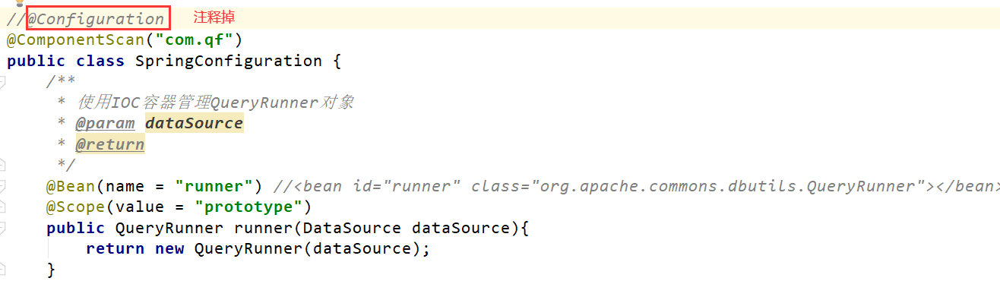 //@Configuration 注释掉
@ComponentScan("com.qf")
public class SpringConfiguration {
/**
* 使用IOC容器管理QueryRunner对象
* @param dataSource
* @return
*/
@Bean(name = "runner") //<bean id="runner" class="org.apache.commons.dbutils.QueryRunner"></bean>
@Scope(value = "prototype")
public QueryRunner runner(DataSource dataSource){
return new QueryRunner(dataSource);
}